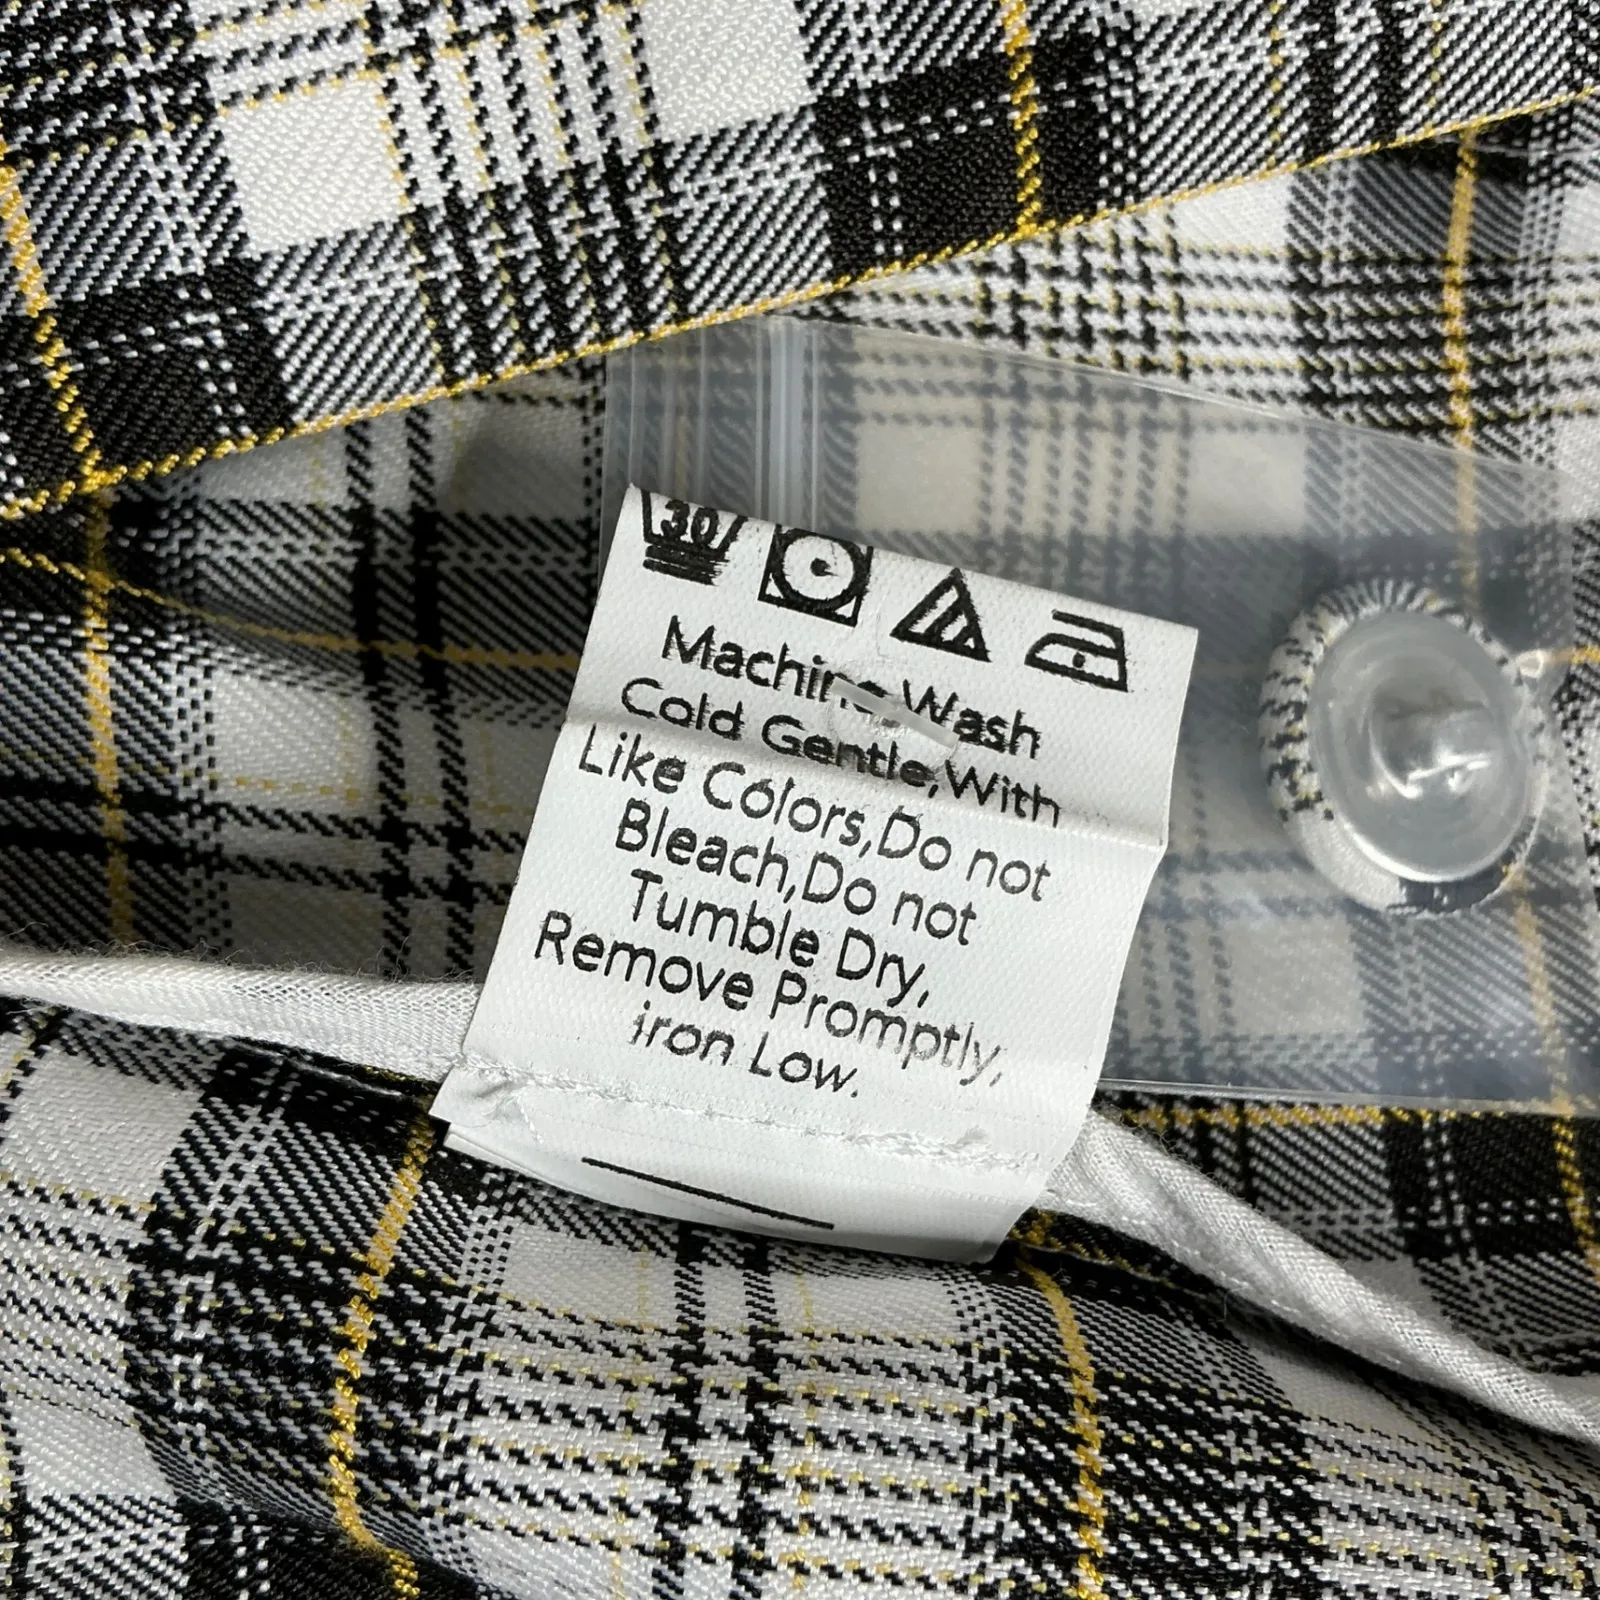 30
Machine Wash
Cold Gentle,With
Like Colors,Do not
Bleach,Do not
Tumble Dry,
Remove Promptly,
iron Low.